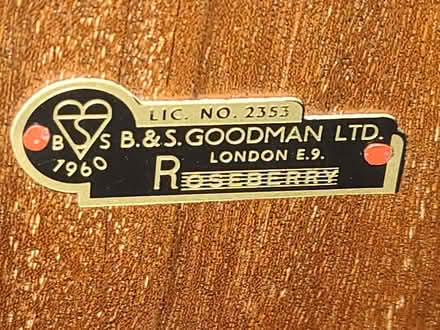 LIC. NO. 2353
B S
1960
B.&S. GOODMAN LTD.
LONDON E.9.
ROSEBERRY